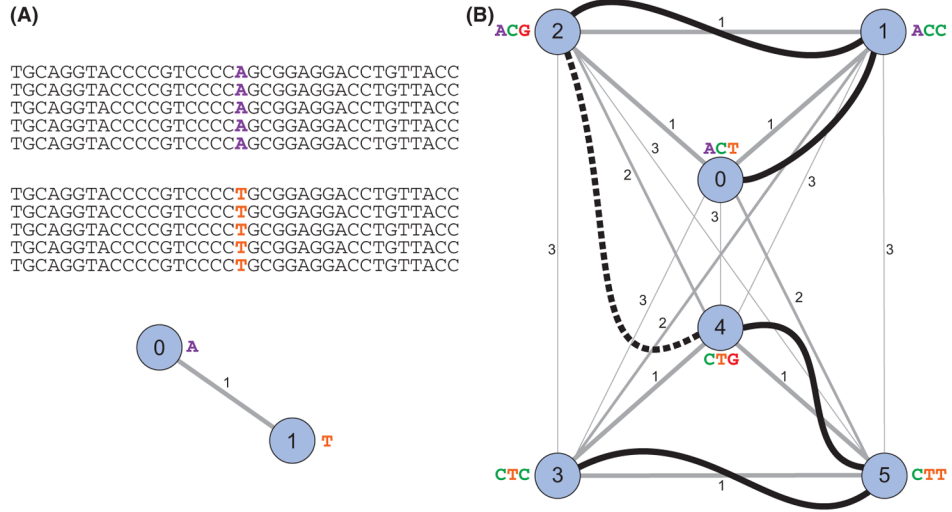 (A)
TGCAGGTACCCCGTCCCCAGCGGAGGACCTGTTACC
TGCAGGTACCCCGTCCCCAGCGGAGGACCTGTTACC
TGCAGGTACCCCGTCCCCAGCGGAGGACCTGTTACC
TGCAGGTACCCCGTCCCCAGCGGAGGACCTGTTACC
TGCAGGTACCCCGTCCCCAGCGGAGGACCTGTTACC
TGCAGGTACCCCGTCCCCTGCGGAGGACCTGTTACC
TGCAGGTACCCCGTCCCCTGCGGAGGACCTGTTACC
TGCAGGTACCCCGTCCCCTGCGGAGGACCTGTTACC
TGCAGGTACCCCGTCCCCTGCGGAGGACCTGTTACC
TGCAGGTACCCCGTCCCCTGCGGAGGACCTGTTACC
0 A
1
1 T
(B)
ACG 2
1
1 ACC
1
1
3
ACT
2
3
0
3
3
3
3
2
2
4
CTG
1
1
CTC 3
5 CTT
1